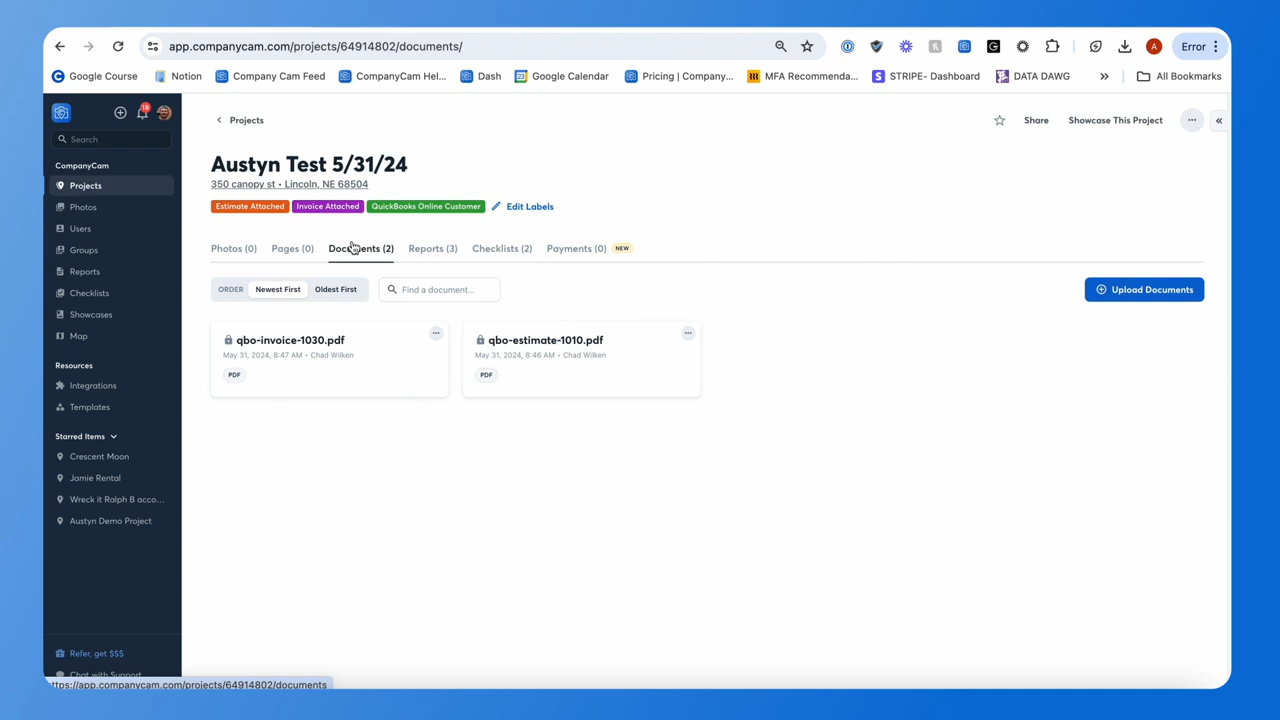 app.companycam.com/projects/64914802/documents/
Error
Google Course
Notion
Company Cam Feed
CompanyCam Hel...
Dash
Google Calendar
Pricing | Company...
MFA Recommenda...
STRIPE- Dashboard
DATA DAWG
All Bookmarks
18
Search
CompanyCam
Projects
Photos
Users
Groups
Reports
Checklists
Showcases
Map
Resources
Integrations
Templates
Starred Items
Crescent Moon
Jamie Rental
Wreck it Ralph B acco...
Austyn Demo Project
Refer, get $$$
Chat with Support
Projects
Share
Showcase This Project
Austyn Test 5/31/24
350 canopy st • Lincoln, NE 68504
Estimate Attached
Invoice Attached
QuickBooks Online Customer
Edit Labels
Photos (0)
Pages (0)
Documents (2)
Reports (3)
Checklists (2)
Payments (0)
NEW
ORDER
Newest First
Oldest First
Find a document...
Upload Documents
qbo-invoice-1030.pdf
May 31, 2024, 8:47 AM • Chad Wilken
PDF
qbo-estimate-1010.pdf
May 31, 2024, 8:46 AM • Chad Wilken
PDF
ttps://app.companycam.com/projects/64914802/documents